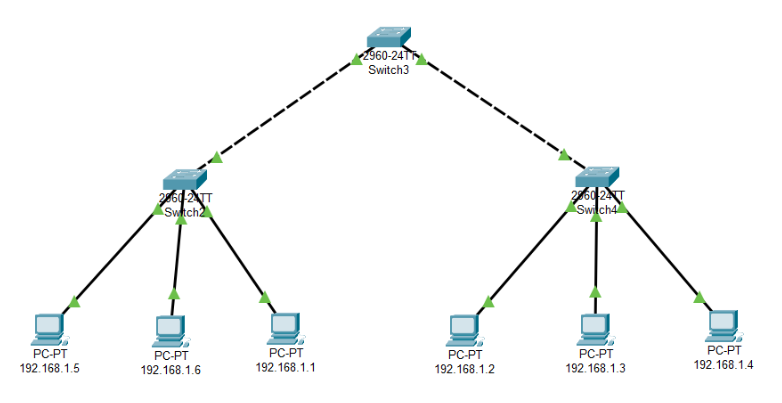 2960-24TT
Switch3
2960-24TT
Switch2
2960-24TT
Switch4
PC-PT
192.168.1.5
PC-PT
192.168.1.6
PC-PT
192.168.1.1
PC-PT
192.168.1.2
PC-PT
192.168.1.3
PC-PT
192.168.1.4